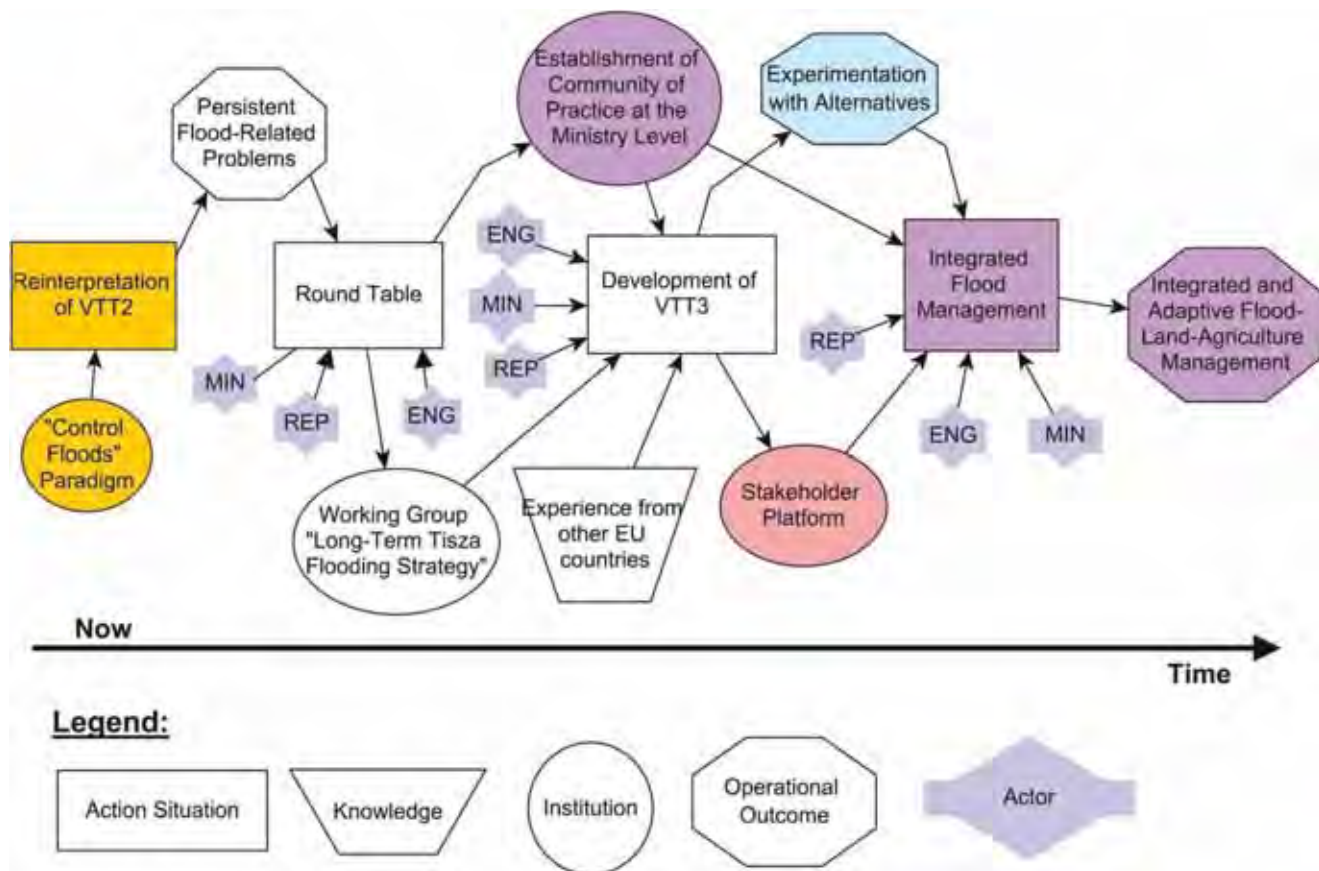 Persistent
Flood-Related
Problems
Establishment of
Community of
Practice at the
Ministry Level
Experimentation
with Alternatives
Reinterpretation
of VTT2
Round Table
ENG
MIN
REP
Development of
VTT3
Integrated
Flood
Management
Integrated and
Adaptive Flood-
Land-Agriculture
Management
MIN
REP
ENG
REP
ENG
MIN
"Control
Floods"
Paradigm
Working Group
"Long-Term Tisza
Flooding Strategy"
Experience from
other EU
countries
Stakeholder
Platform
Now
Time
Legend:
Action Situation
Knowledge
Institution
Operational
Outcome
Actor